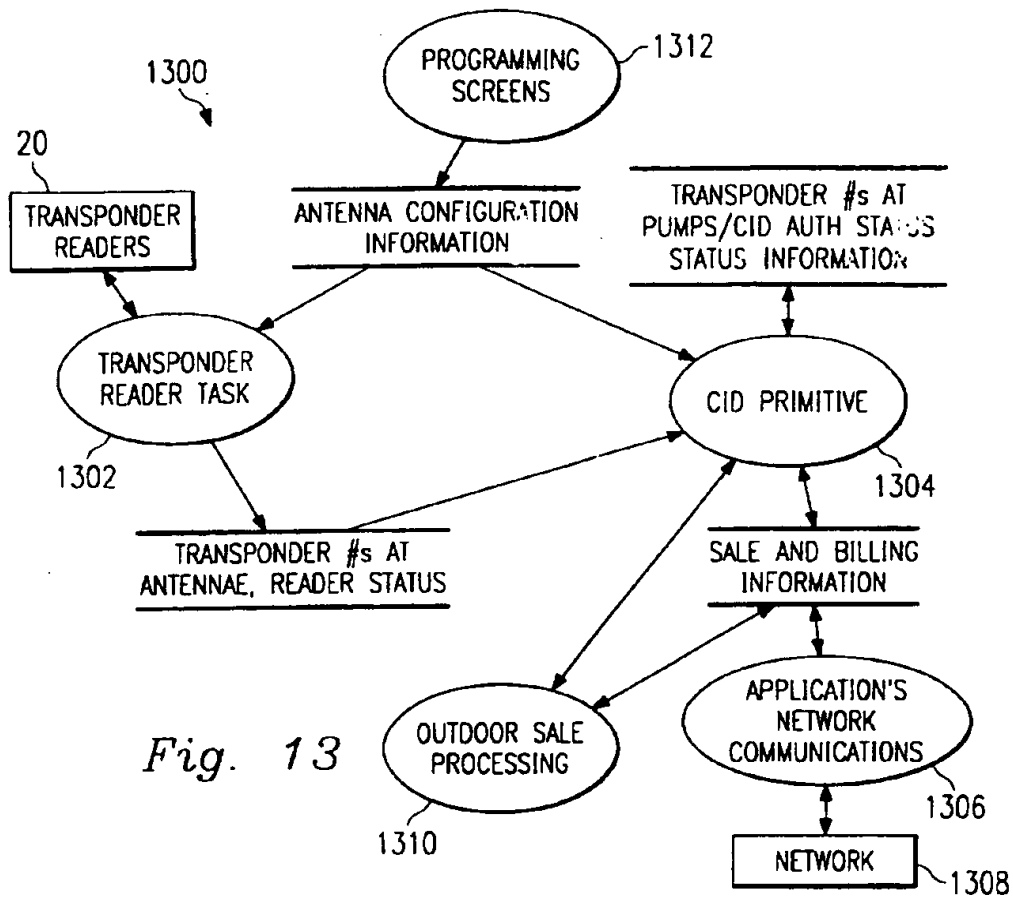 1300
PROGRAMMING
SCREENS
1312
20
TRANSPONDER
READERS
ANTENNA CONFIGURATION
INFORMATION
TRANSPONDER #s AT
PUMPS/CID AUTH STATUS
STATUS INFORMATION
TRANSPONDER
READER TASK
1302
CID PRIMITIVE
1304
TRANSPONDER #s AT
ANTENNAE, READER STATUS
SALE AND BILLING
INFORMATION
Fig. 13
OUTDOOR SALE
PROCESSING
1310
APPLICATION'S
NETWORK
COMMUNICATIONS
1306
NETWORK
1308